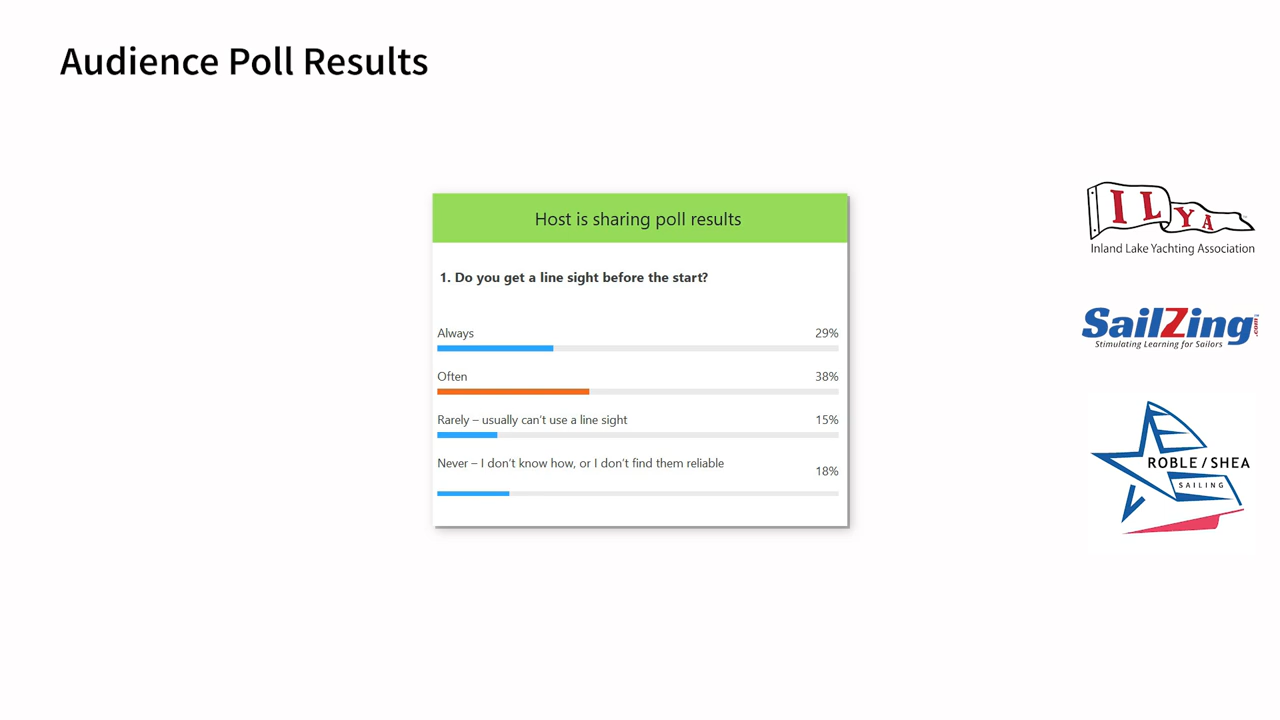 Audience Poll Results
Host is sharing poll results
1. Do you get a line sight before the start?
Always 29%
Often 38%
Rarely – usually can't use a line sight 15%
Never – I don't know how, or I don't find them reliable 18%
ILYA
Inland Lake Yachting Association
SailZing.com
Stimulating Learning for Sailors
ROBLE/SHEA
SAILING